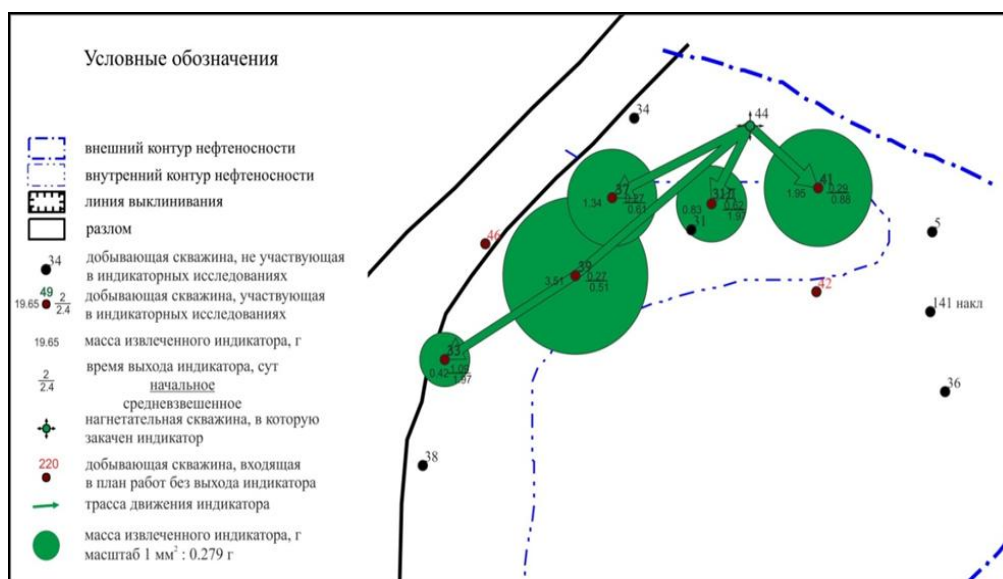 Условные обозначения
внешний контур нефтеносности
внутренний контур нефтеносности
линия выклинивания
разлом
34
добывающая скважина, не участвующая
в индикаторных исследованиях
49
19.65
2
2.4
добывающая скважина, участвующая
в индикаторных исследованиях
19.65
масса извлеченного индикатора, г
2
2.4
время выхода индикатора, сут
начальное
средневзвешенное
нагнетательная скважина, в которую
закачен индикатор
220
добывающая скважина, входящая
в план работ без выхода индикатора
трасса движения индикатора
масса извлеченного индикатора, г
масштаб 1 мм² : 0.279 г
34
44
37
1.34
0.27
0.61
0.83
0.62
31
41
1.95
0.29
0.88
46
39
3.51
0.27
0.51
5
42
141 накл
33
0.42
1.05
1.97
36
38